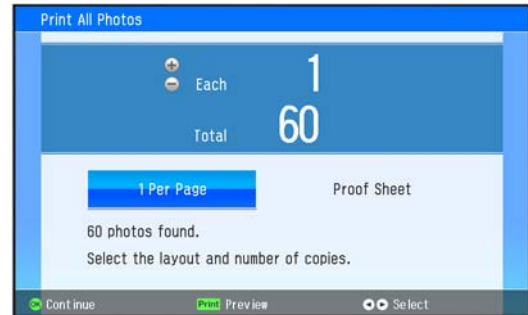 Print All Photos
Each 1
Total 60
1 Per Page Proof Sheet
60 photos found.
Select the layout and number of copies.
OK Continue Print Preview Select